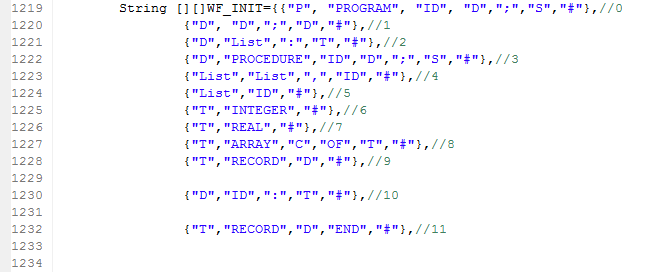 1219 String [][]WF_INIT={{"P", "PROGRAM", "ID", "D",";","S","#"},//0
1220 {"D", "D",";","D","#"},//1
1221 {"D","List",":","T","#"},//2
1222 {"D","PROCEDURE","ID","D",";","S","#"},//3
1223 {"List","List",",","ID","#"},//4
1224 {"List","ID","#"},//5
1225 {"T","INTEGER","#"},//6
1226 {"T","REAL","#"},//7
1227 {"T","ARRAY","C","OF","T","#"},//8
1228 {"T","RECORD","D","#"},//9
1229
1230 {"D","ID",":","T","#"},//10
1231
1232 {"T","RECORD","D","END","#"},//11
1233
1234